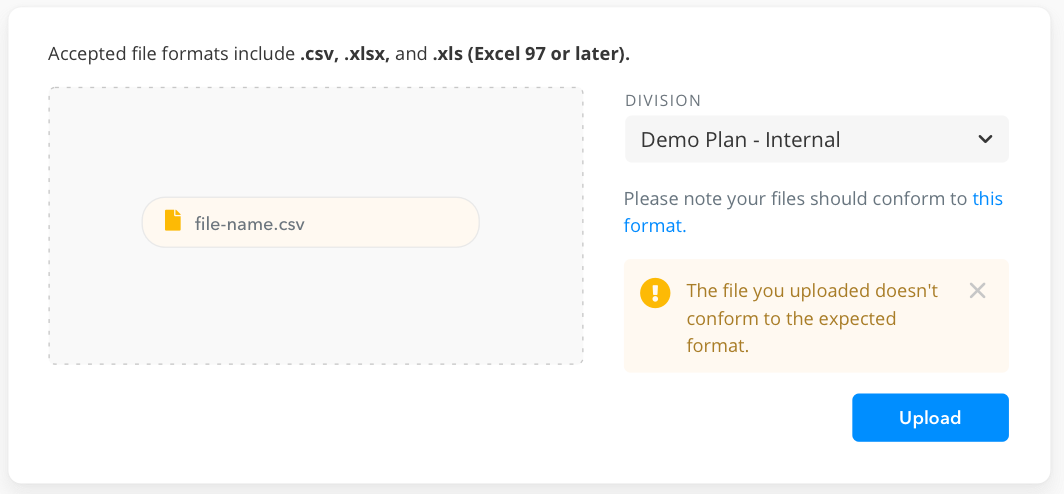 Accepted file formats include .csv, .xlsx, and .xls (Excel 97 or later).
file-name.csv
DIVISION
Demo Plan - Internal
Please note your files should conform to this
format.
The file you uploaded doesn't
conform to the expected
format.
Upload